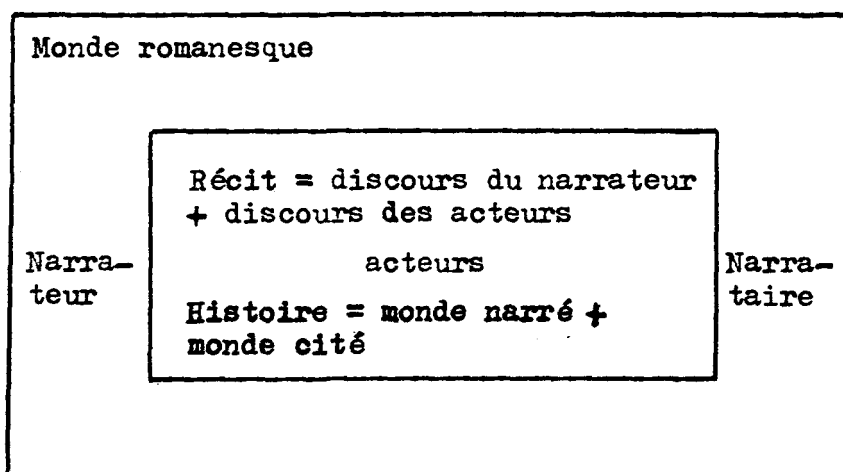 Monde romanesque
Récit = discours du narrateur
+ discours des acteurs
Narra-
teur
acteurs
Narra-
taire
Histoire = monde narré +
monde cité